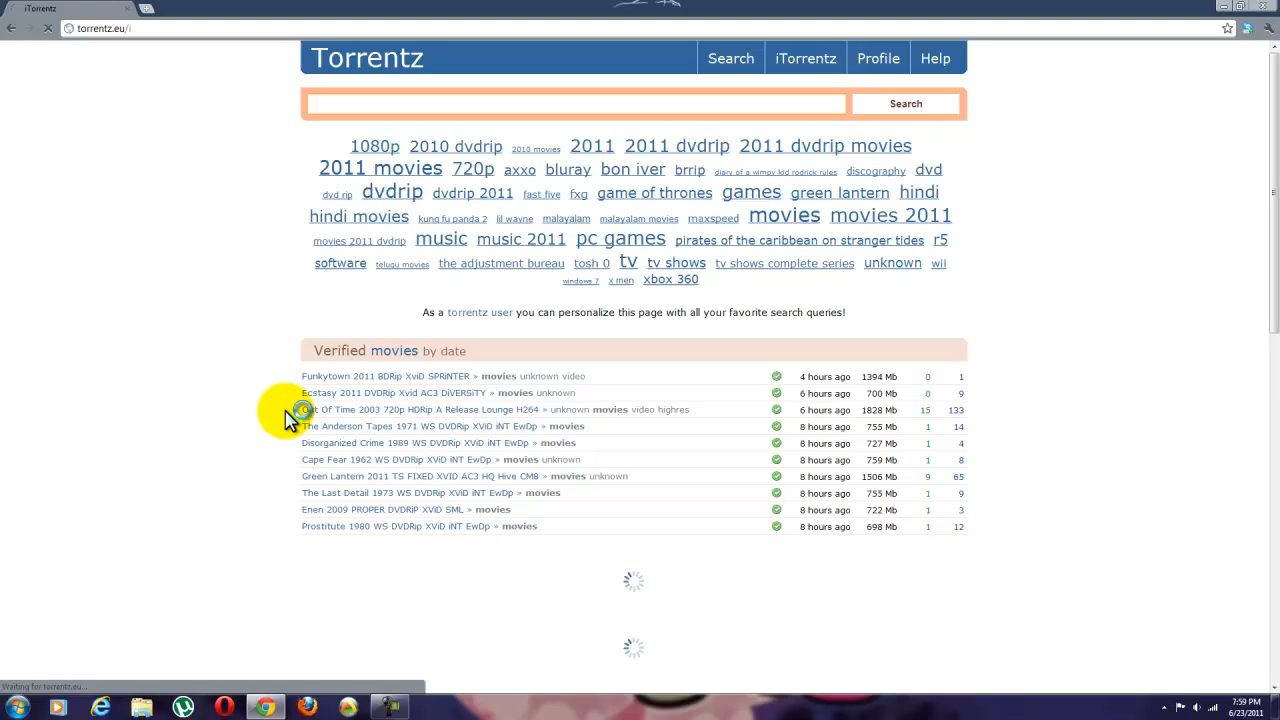 iTorrentz
torrentz.eu/i
Torrentz
Search iTorrentz Profile Help
Search
1080p 2010 dvdrip 2010 movies 2011 2011 dvdrip 2011 dvdrip movies
2011 movies 720p axxo bluray bon iver brrip diary of a wimpy kid rodrick rules discography dvd
dvd rip dvdrip dvdrip 2011 fast five fxg game of thrones games green lantern hindi
hindi movies kung fu panda 2 lil wayne malayalam malayalam movies maxspeed movies movies 2011
movies 2011 dvdrip music music 2011 pc games pirates of the caribbean on stranger tides r5
software telugu movies the adjustment bureau tosh 0 tv tv shows tv shows complete series unknown wii
windows 7 x men xbox 360
As a torrentz user you can personalize this page with all your favorite search queries!
Verified movies by date
Funkytown 2011 BDRip XviD SPRiNTER » movies unknown video 4 hours ago 1394 Mb 0 1
Ecstasy 2011 DVDRip Xvid AC3 DiVERSiTY » movies unknown 6 hours ago 700 Mb 0 9
Out Of Time 2003 720p HDRip A Release Lounge H264 » unknown movies video highres 6 hours ago 1828 Mb 15 133
The Anderson Tapes 1971 WS DVDRip XViD iNT EwDp » movies 8 hours ago 755 Mb 1 14
Disorganized Crime 1989 WS DVDRip XViD iNT EwDp » movies 8 hours ago 727 Mb 1 4
Cape Fear 1962 WS DVDRip XViD iNT EwDp » movies unknown 8 hours ago 759 Mb 1 8
Green Lantern 2011 TS FIXED XVID AC3 HQ Hive CM8 » movies unknown 8 hours ago 1506 Mb 9 65
The Last Detail 1973 WS DVDRip XViD iNT EwDp » movies 8 hours ago 755 Mb 1 9
Enen 2009 PROPER DVDRiP XViD SML » movies 8 hours ago 722 Mb 1 3
Prostitute 1980 WS DVDRip XViD iNT EwDp » movies 8 hours ago 698 Mb 1 12
Waiting for torrentz.eu...
7:59 PM
6/23/2011